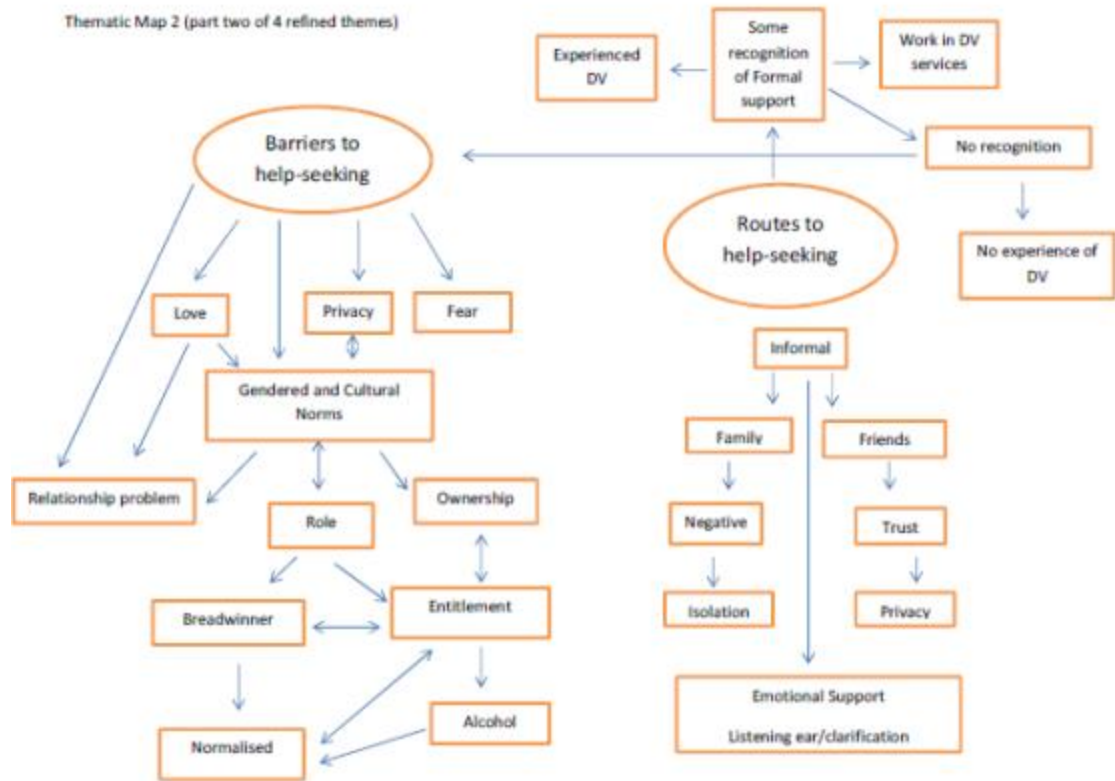 Thematic Map 2 (part two of 4 refined themes)
Some
recognition
of Formal
support
Experienced
DV
Work in DV
services
No recognition
No experience of
DV
Barriers to
help-seeking
Routes to
help-seeking
Love
Privacy
Fear
Gendered and Cultural
Norms
Relationship problem
Role
Ownership
Breadwinner
Entitlement
Normalised
Alcohol
Informal
Family
Friends
Negative
Trust
Isolation
Privacy
Emotional Support
Listening ear/clarification